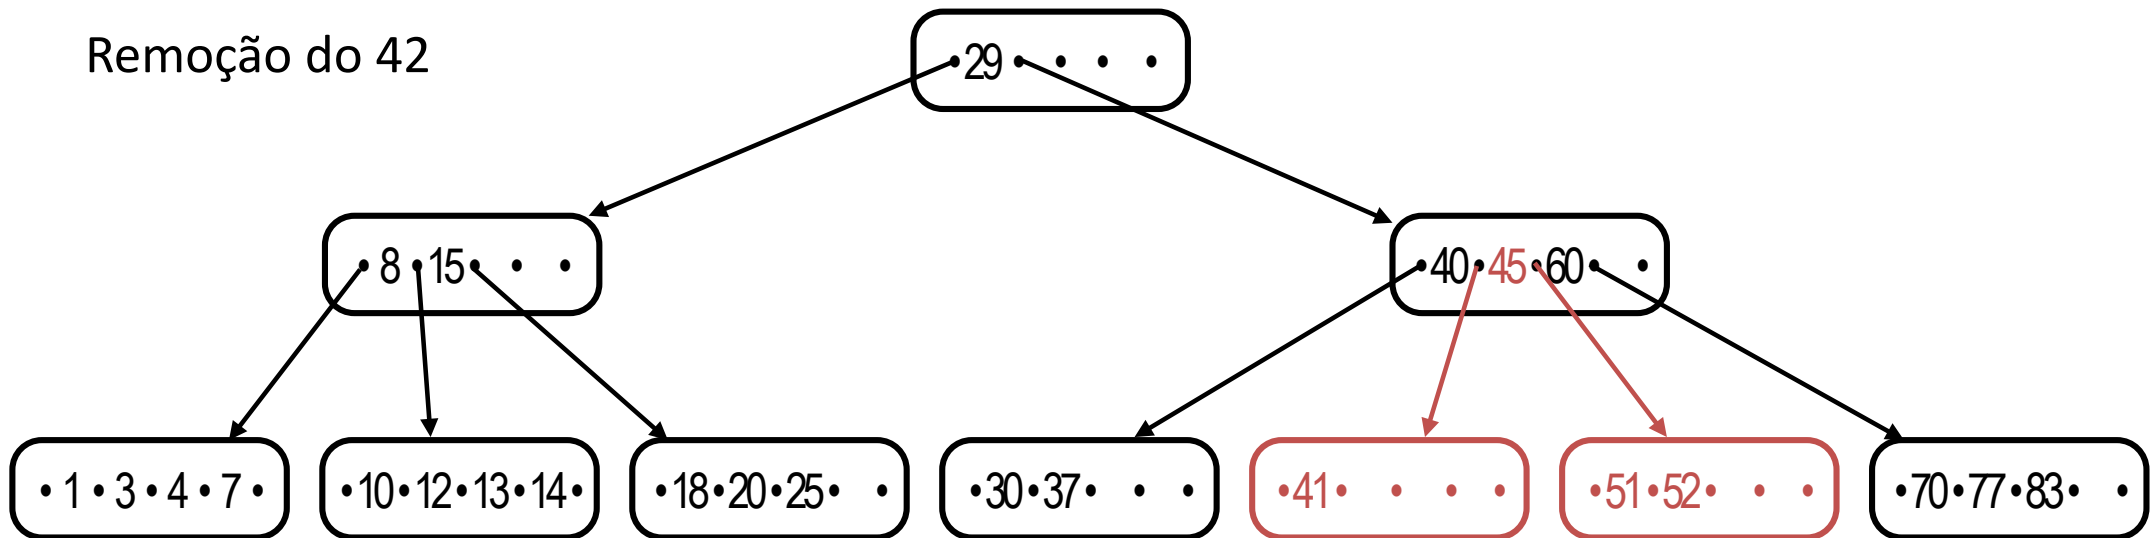 Remoção do 42
•29• • • •
•8•15• • •
•40•45•60• •
•1•3•4•7•
•10•12•13•14•
•18•20•25• •
•30•37• • •
•41• • • •
•51•52• • •
•70•77•83• •